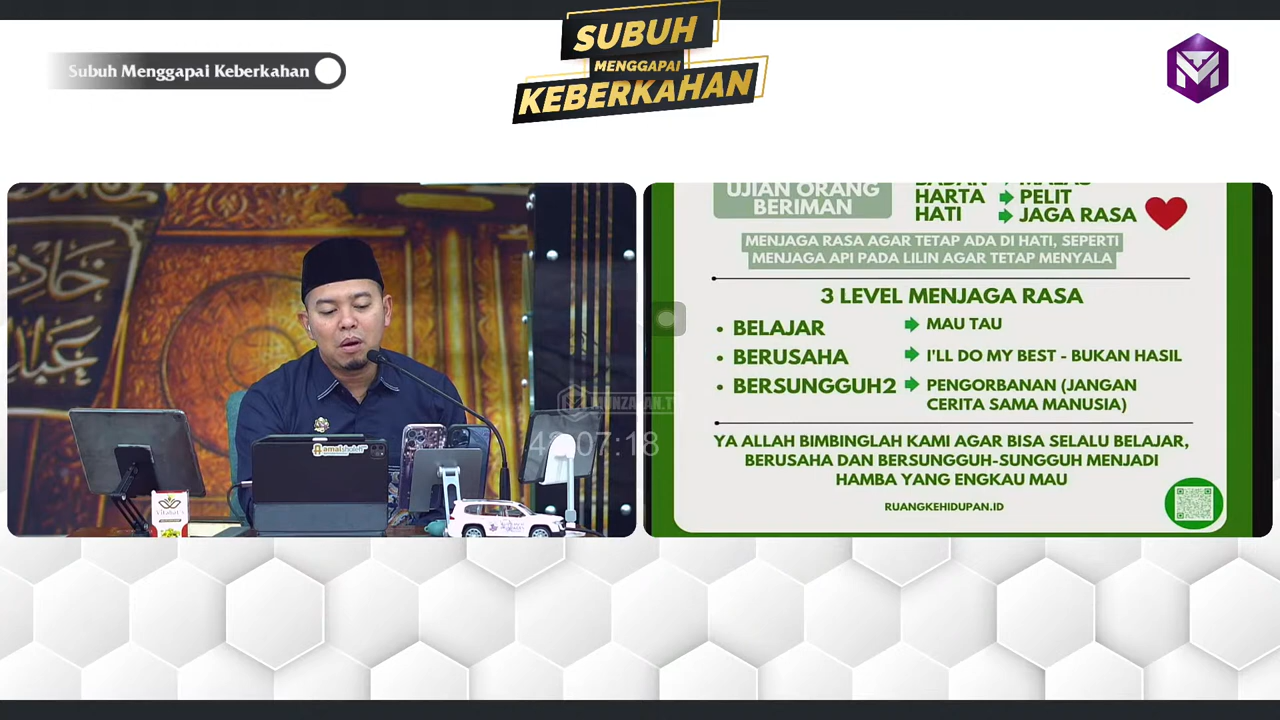 SUBUH
MENGGAPAI
KEBERKAHAN
Subuh Menggapai Keberkahan
UJIAN ORANG
BERIMAN
BADAN MALAS
HARTA PELIT
HATI JAGA RASA
MENJAGA RASA AGAR TETAP ADA DI HATI, SEPERTI
MENJAGA API PADA LILIN AGAR TETAP MENYALA
3 LEVEL MENJAGA RASA
• BELAJAR MAU TAU
• BERUSAHA I'LL DO MY BEST - BUKAN HASIL
• BERSUNGGUH2 PENGORBANAN (JANGAN
CERITA SAMA MANUSIA)
YA ALLAH BIMBINGLAH KAMI AGAR BISA SELALU BELAJAR,
BERUSAHA DAN BERSUNGGUH-SUNGGUH MENJADI
HAMBA YANG ENGKAU MAU
RUANGKEHIDUPAN.ID
amalsholeh